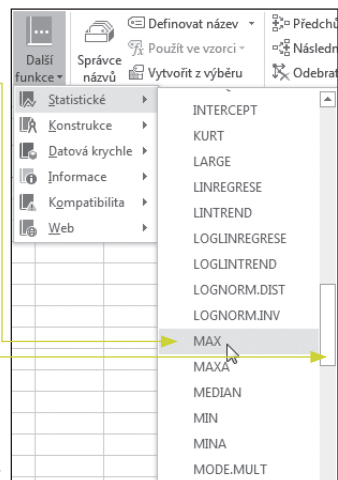 Další funkce
Správce názvů
Definovat název
Použít ve vzorci
Vytvořit z výběru
Předchů
Následn
Odebrat
Statistické
Konstrukce
Datová krychle
Informace
Kompatibilita
Web
INTERCEPT
KURT
LARGE
LINREGRESE
LINTREND
LOGLINREGRESE
LOGLINTREND
LOGNORM.DIST
LOGNORM.INV
MAX
MAXA
MEDIAN
MIN
MINA
MODE.MULT